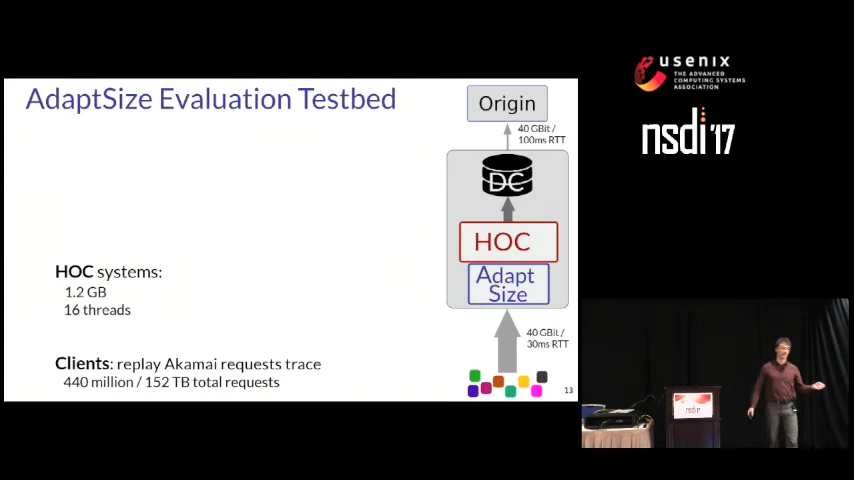 AdaptSize Evaluation Testbed
Origin
40 GBit /
100ms RTT
DC
HOC
Adapt
Size
HOC systems:
1.2 GB
16 threads
40 GBit /
30ms RTT
Clients: replay Akamai requests trace
440 million / 152 TB total requests
13
usenix
THE ADVANCED
COMPUTING SYSTEMS
ASSOCIATION
nsdi '17
nsdi